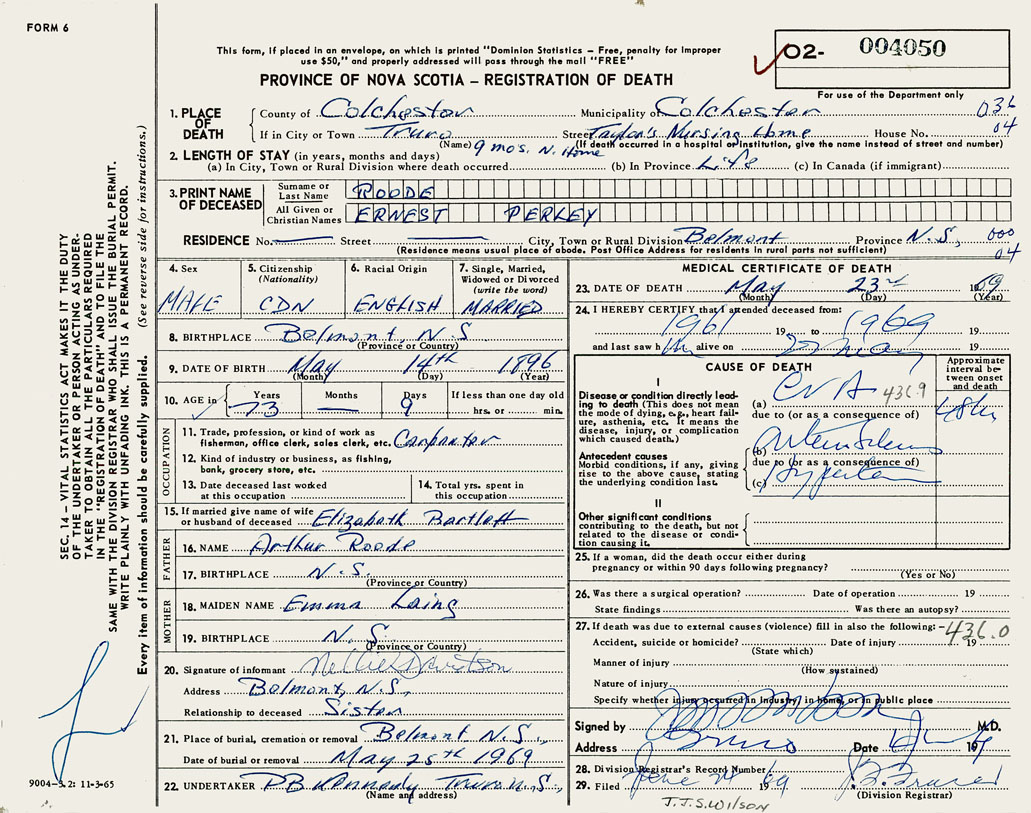 FORM 6
This form, if placed in an envelope, on which is printed "Dominion Statistics – Free, penalty for improper
use $50," and properly addressed will pass through the mail "FREE"
O2- 004050
For use of the Department only
PROVINCE OF NOVA SCOTIA – REGISTRATION OF DEATH
1. PLACE OF DEATH
County of Colchester Municipality of Colchester 036
If in City or Town Truro Street Taylor's Nursing Home House No. 04
(Name) (If death occurred in a hospital or institution, give the name instead of street and number)
9 mos. N. Home
2. LENGTH OF STAY (in years, months and days)
(a) In City, Town or Rural Division where death occurred (b) In Province Life (c) In Canada (if immigrant)
3. PRINT NAME OF DECEASED
Surname or Last Name ROODE
All Given or Christian Names ERNEST PERLEY
RESIDENCE No. Street City, Town or Rural Division Belmont Province N.S, 000
(Residence means usual place of abode. Post Office Address for residents in rural parts not sufficient) 04
4. Sex MALE
5. Citizenship (Nationality) CDN
6. Racial Origin ENGLISH
7. Single, Married, Widowed or Divorced (write the word) MARRIED
8. BIRTHPLACE Belmont, N.S
(Province or Country)
9. DATE OF BIRTH May 14th 1896
(Month) (Day) (Year)
10. AGE in Years 73 Months Days 9 If less than one day old hrs. or min.
OCCUPATION
11. Trade, profession, or kind of work as
fisherman, office clerk, sales clerk, etc. Carpenter
12. Kind of industry or business, as fishing,
bank, grocery store, etc.
13. Date deceased last worked
at this occupation
14. Total yrs. spent in
this occupation
15. If married give name of wife
or husband of deceased Elizabeth Bartlett
FATHER
16. NAME Arthur Roode
17. BIRTHPLACE N.S.
(Province or Country)
MOTHER
18. MAIDEN NAME Emma Laing
19. BIRTHPLACE N.S.
(Province or Country)
20. Signature of informant Nellie Davidson
Address Belmont, N.S,
Relationship to deceased Sister
21. Place of burial, cremation or removal Belmont N.S.,
Date of burial or removal May 25th 1969
22. UNDERTAKER Truro N.S.,
(Name and address)
MEDICAL CERTIFICATE OF DEATH
23. DATE OF DEATH May 23rd 1969
(Month) (Day) (Year)
24. I HEREBY CERTIFY that I attended deceased from:
1961 19 to 1969 19
and last saw him alive on May 19
CAUSE OF DEATH
Approximate interval between onset and death
I
Disease or condition directly leading to death (This does not
mean the mode of dying, e.g., heart failure, asthenia, etc. It means the
disease, injury, or complication
which caused death.)
(a) CVA 436.9
due to (or as a consequence of)
Antecedent causes
Morbid conditions, if any, giving
rise to the above cause, stating
the underlying condition last.
(b)
due to (or as a consequence of)
(c)
II
Other significant conditions
contributing to the death, but not
related to the disease or condition causing it.
25. If a woman, did the death occur either during
pregnancy or within 90 days following pregnancy?
(Yes or No)
26. Was there a surgical operation? Date of operation 19
State findings Was there an autopsy?
27. If death was due to external causes (violence) fill in also the following: –436.0
Accident, suicide or homicide? Date of injury 19
(State which)
Manner of injury
(How sustained)
Nature of injury
Specify whether injury occurred in industry, in home, or in public place
Signed by M.D.
Address Truro Date 19
28. Division Registrar's Record Number
29. Filed June 24 1969
(Division Registrar)
J.J.S. WILSON
SEC. 14 – VITAL STATISTICS ACT MAKES IT THE DUTY
OF THE UNDERTAKER OR PERSON ACTING AS UNDER-
TAKER TO OBTAIN ALL THE PARTICULARS REQUIRED
IN THE "REGISTRATION OF DEATH" AND TO FILE THE
SAME WITH THE DIVISION REGISTRAR WHO SHALL ISSUE THE BURIAL PERMIT.
WRITE PLAINLY WITH UNFADING INK. THIS IS A PERMANENT RECORD.
Every item of information should be carefully supplied. (See reverse side for instructions.)
9004–S.2: 11-3-65